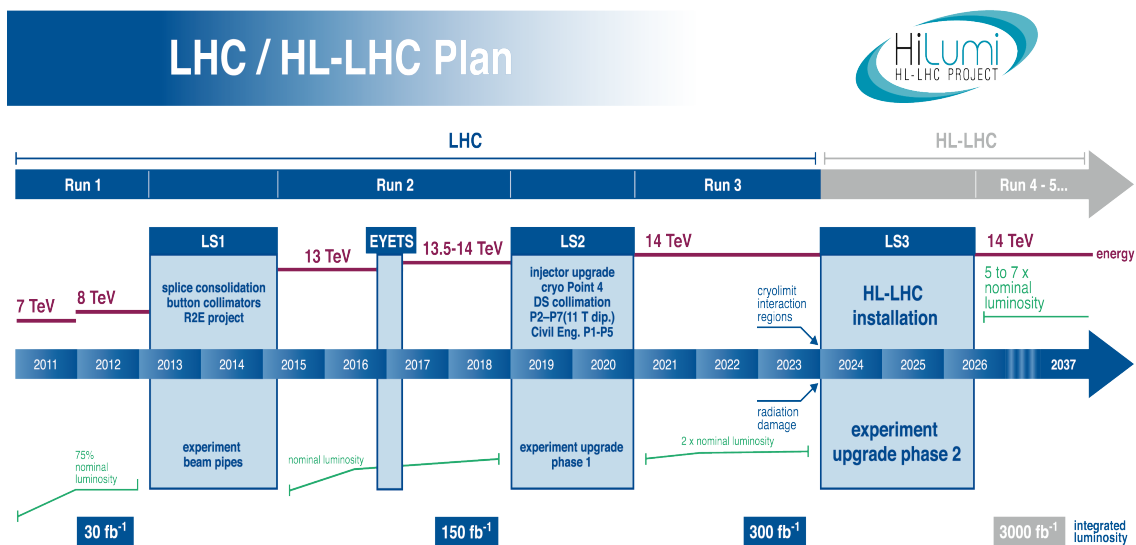 LHC / HL-LHC Plan
HiLumi
HL-LHC PROJECT
LHC
HL-LHC
Run 1
Run 2
Run 3
Run 4 - 5...
LS1
EYETS
LS2
LS3
7 TeV
8 TeV
13 TeV
13.5-14 TeV
14 TeV
14 TeV
energy
splice consolidation
button collimators
R2E project
injector upgrade
cryo Point 4
DS collimation
P2–P7(11 T dip.)
Civil Eng. P1-P5
cryolimit
interaction
regions
HL-LHC
installation
5 to 7 x
nominal
luminosity
2011
2012
2013
2014
2015
2016
2017
2018
2019
2020
2021
2022
2023
2024
2025
2026
2037
radiation
damage
75%
nominal
luminosity
experiment
beam pipes
nominal luminosity
experiment upgrade
phase 1
2 x nominal luminosity
experiment
upgrade phase 2
30 fb⁻¹
150 fb⁻¹
300 fb⁻¹
3000 fb⁻¹
integrated
luminosity